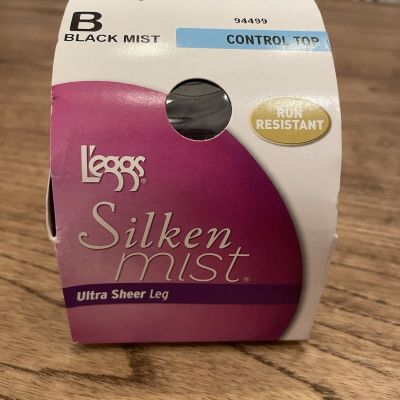 B
BLACK MIST
94499
CONTROL TOP
RUN
RESISTANT
L'eggs®
Silken
mist®
Ultra Sheer Leg